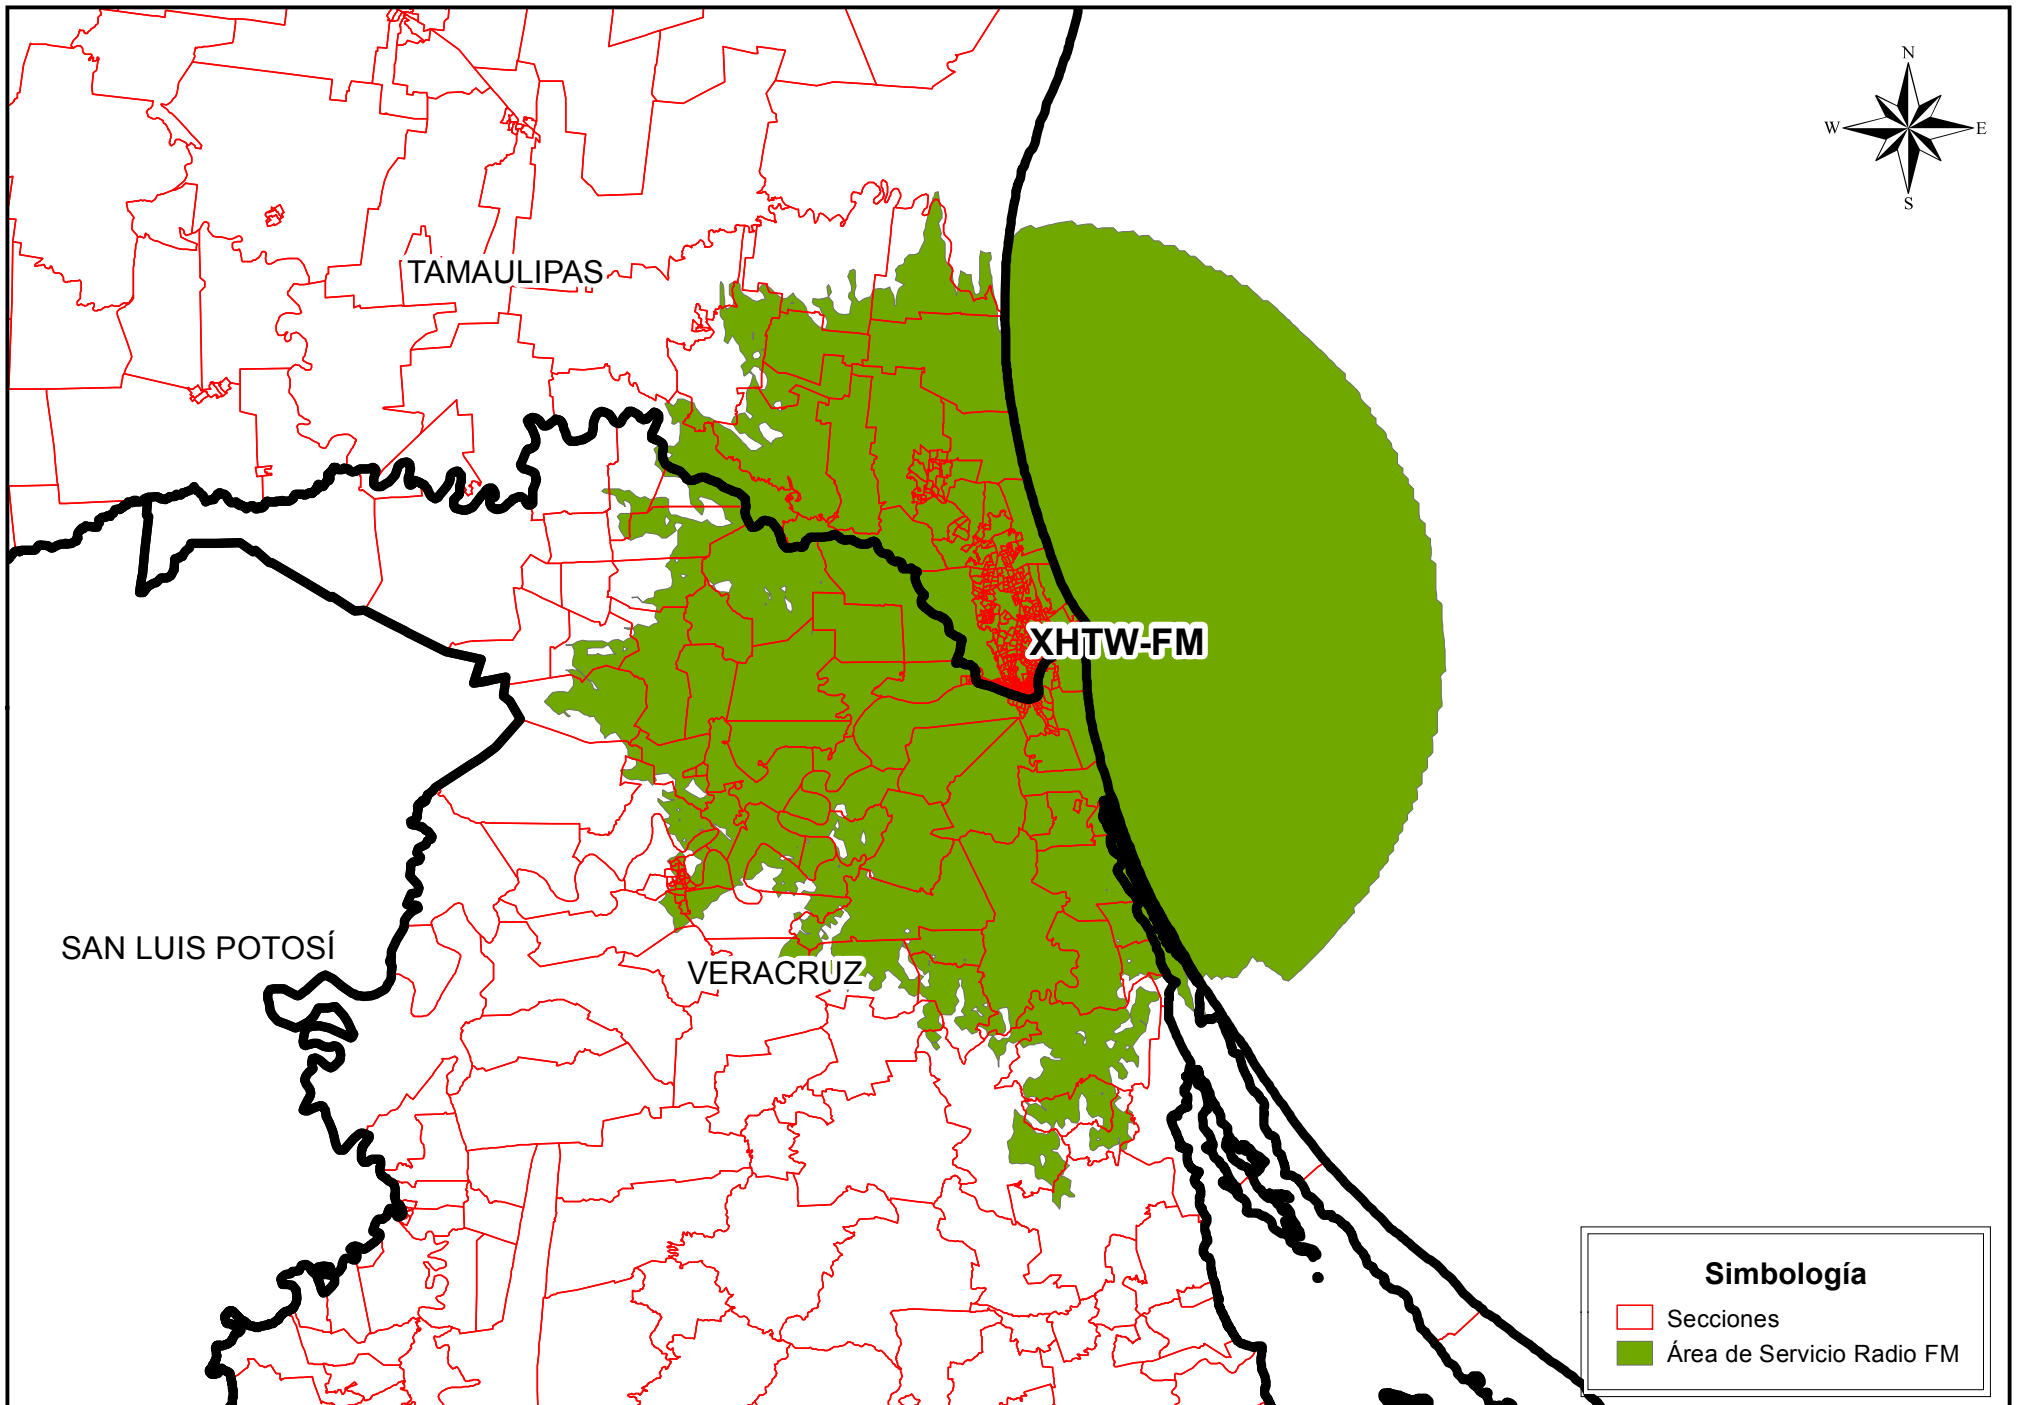 N
W E
S
TAMAULIPAS
XHTW-FM
SAN LUIS POTOSÍ
VERACRUZ
Simbología
Secciones
Área de Servicio Radio FM